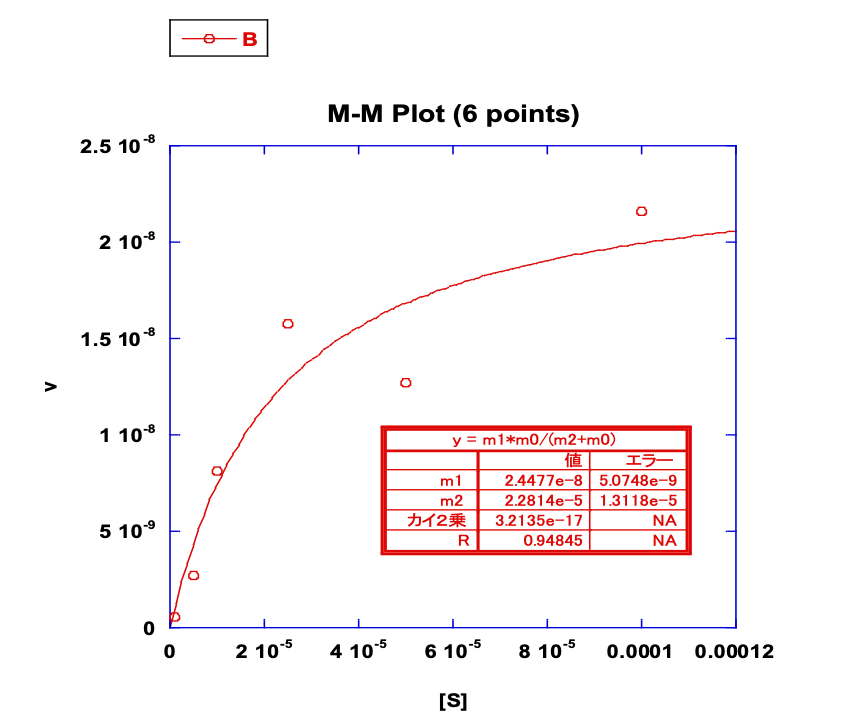 B
M-M Plot (6 points)
2.5 10⁻⁸
2 10⁻⁸
1.5 10⁻⁸
1 10⁻⁸
5 10⁻⁹
0
v
y = m1*m0/(m2+m0)
値 エラー
m1 2.4477e-8 5.0748e-9
m2 2.2814e-5 1.3118e-5
カイ2乗 3.2135e-17 NA
R 0.94845 NA
0 2 10⁻⁵ 4 10⁻⁵ 6 10⁻⁵ 8 10⁻⁵ 0.0001 0.00012
[S]